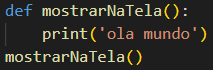 def mostrarNaTela():
    print('ola mundo')
mostrarNaTela()